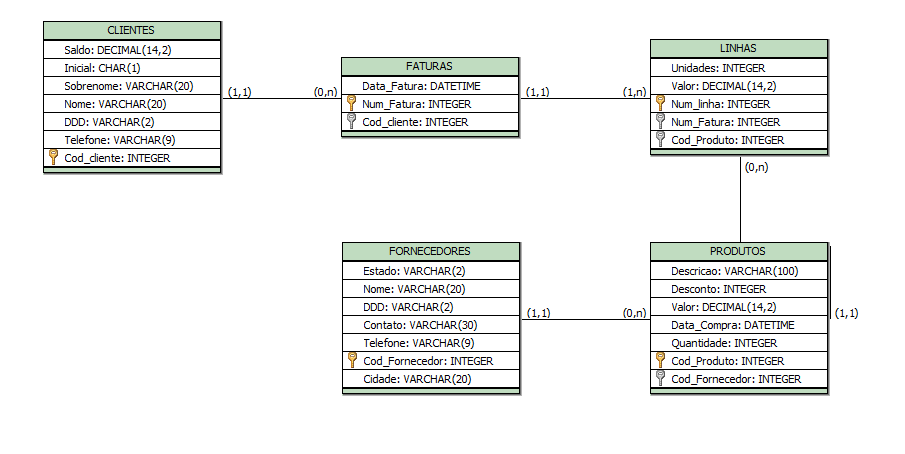 CLIENTES
Saldo: DECIMAL(14,2)
Inicial: CHAR(1)
Sobrenome: VARCHAR(20)
Nome: VARCHAR(20)
DDD: VARCHAR(2)
Telefone: VARCHAR(9)
Cod_cliente: INTEGER
(1,1)
(0,n)
FATURAS
Data_Fatura: DATETIME
Num_Fatura: INTEGER
Cod_cliente: INTEGER
(1,1)
(1,n)
LINHAS
Unidades: INTEGER
Valor: DECIMAL(14,2)
Num_linha: INTEGER
Num_Fatura: INTEGER
Cod_Produto: INTEGER
(0,n)
FORNECEDORES
Estado: VARCHAR(2)
Nome: VARCHAR(20)
DDD: VARCHAR(2)
Contato: VARCHAR(30)
Telefone: VARCHAR(9)
Cod_Fornecedor: INTEGER
Cidade: VARCHAR(20)
(1,1)
(0,n)
PRODUTOS
Descricao: VARCHAR(100)
Desconto: INTEGER
Valor: DECIMAL(14,2)
Data_Compra: DATETIME
Quantidade: INTEGER
Cod_Produto: INTEGER
Cod_Fornecedor: INTEGER
(1,1)